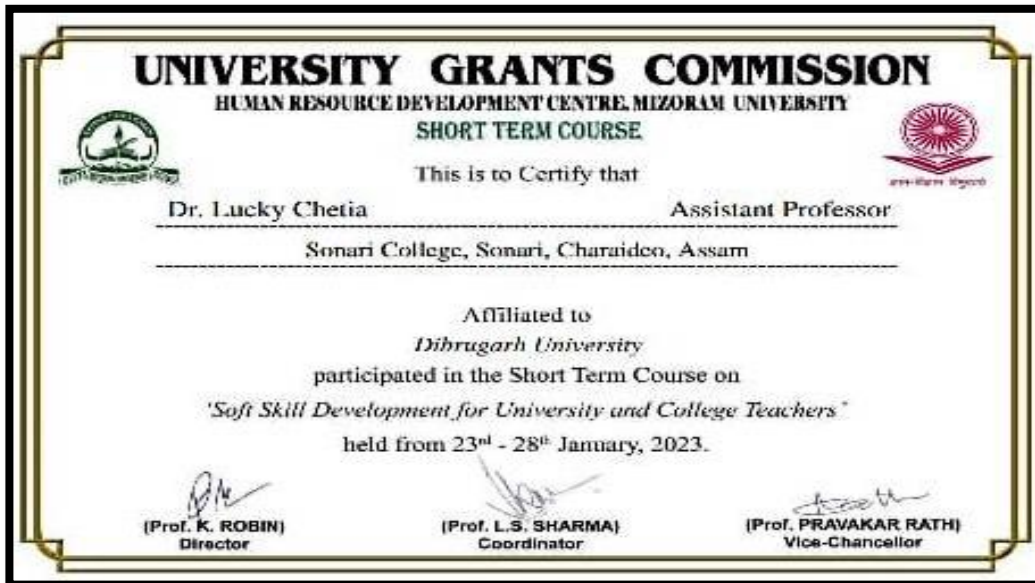 UNIVERSITY GRANTS COMMISSION
HUMAN RESOURCE DEVELOPMENT CENTRE, MIZORAM UNIVERSITY
SHORT TERM COURSE
This is to Certify that
Dr. Lucky Chetia Assistant Professor
Sonari College, Sonari, Charaideo, Assam
Affiliated to
Dibrugarh University
participated in the Short Term Course on
'Soft Skill Development for University and College Teachers'
held from 23rd - 28th January, 2023.
(Prof. K. ROBIN) (Prof. L.S. SHARMA) (Prof. PRAVAKAR RATH)
Director Coordinator Vice-Chancellor